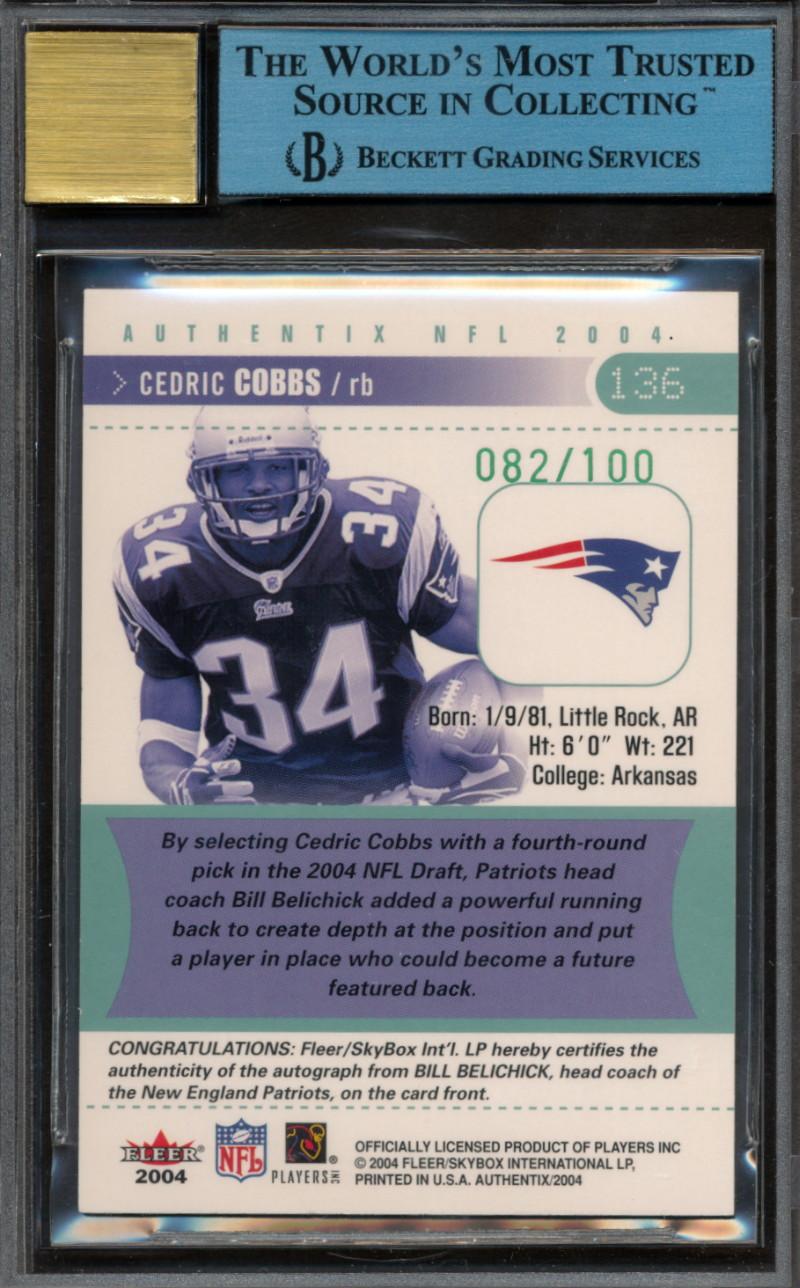 THE WORLD'S MOST TRUSTED
SOURCE IN COLLECTING™
B BECKETT GRADING SERVICES
AUTHENTIX NFL 2004.
> CEDRIC COBBS / rb
136
082/100
Riddell
34
34
34
Born: 1/9/81, Little Rock, AR
Ht: 6'0" Wt: 221
College: Arkansas
By selecting Cedric Cobbs with a fourth-round
pick in the 2004 NFL Draft, Patriots head
coach Bill Belichick added a powerful running
back to create depth at the position and put
a player in place who could become a future
featured back.
CONGRATULATIONS: Fleer/SkyBox Int'l. LP hereby certifies the
authenticity of the autograph from BILL BELICHICK, head coach of
the New England Patriots, on the card front.
FLEER®
2004
NFL
PLAYERS INC ®
OFFICIALLY LICENSED PRODUCT OF PLAYERS INC
© 2004 FLEER/SKYBOX INTERNATIONAL LP,
PRINTED IN U.S.A. AUTHENTIX/2004